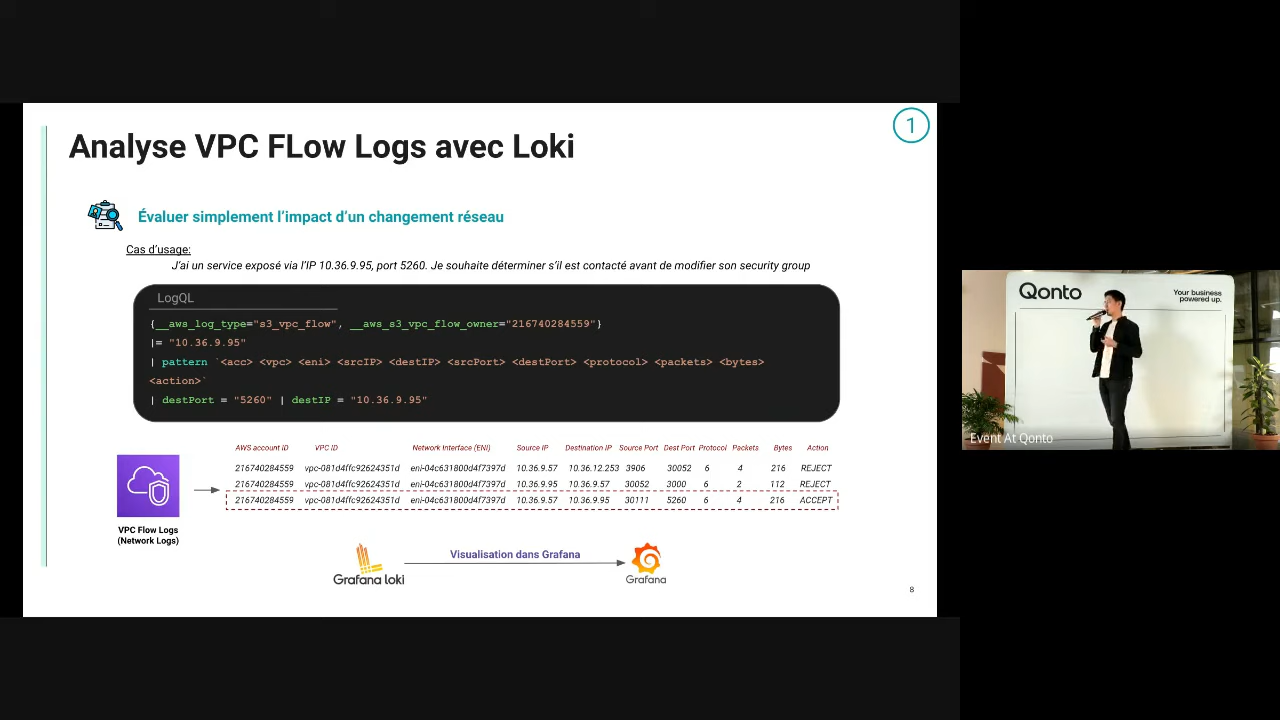 1
Analyse VPC FLow Logs avec Loki
Évaluer simplement l'impact d'un changement réseau
Cas d'usage:
J'ai un service exposé via l'IP 10.36.9.95, port 5260. Je souhaite déterminer s'il est contacté avant de modifier son security group
LogQL
{__aws_log_type="s3_vpc_flow", __aws_s3_vpc_flow_owner="216740284559"}
|= "10.36.9.95"
| pattern `<acc> <vpc> <eni> <srcIP> <destIP> <srcPort> <destPort> <protocol> <packets> <bytes>
<action>`
| destPort = "5260" | destIP = "10.36.9.95"
AWS account ID VPC ID Network Interface (ENI) Source IP Destination IP Source Port Dest Port Protocol Packets Bytes Action
216740284559 vpc-081d4ffc92624351d eni-04c631800d4f7397d 10.36.9.57 10.36.12.253 3906 30052 6 4 216 REJECT
216740284559 vpc-081d4ffc92624351d eni-04c631800d4f7397d 10.36.9.95 10.36.9.57 30052 3000 6 2 112 REJECT
216740284559 vpc-081d4ffc92624351d eni-04c631800d4f7397d 10.36.9.57 10.36.9.95 30111 5260 6 4 216 ACCEPT
VPC Flow Logs
(Network Logs)
Visualisation dans Grafana
Grafana loki
Grafana
8
Qonto
Your business
powered up.
Event At Qonto